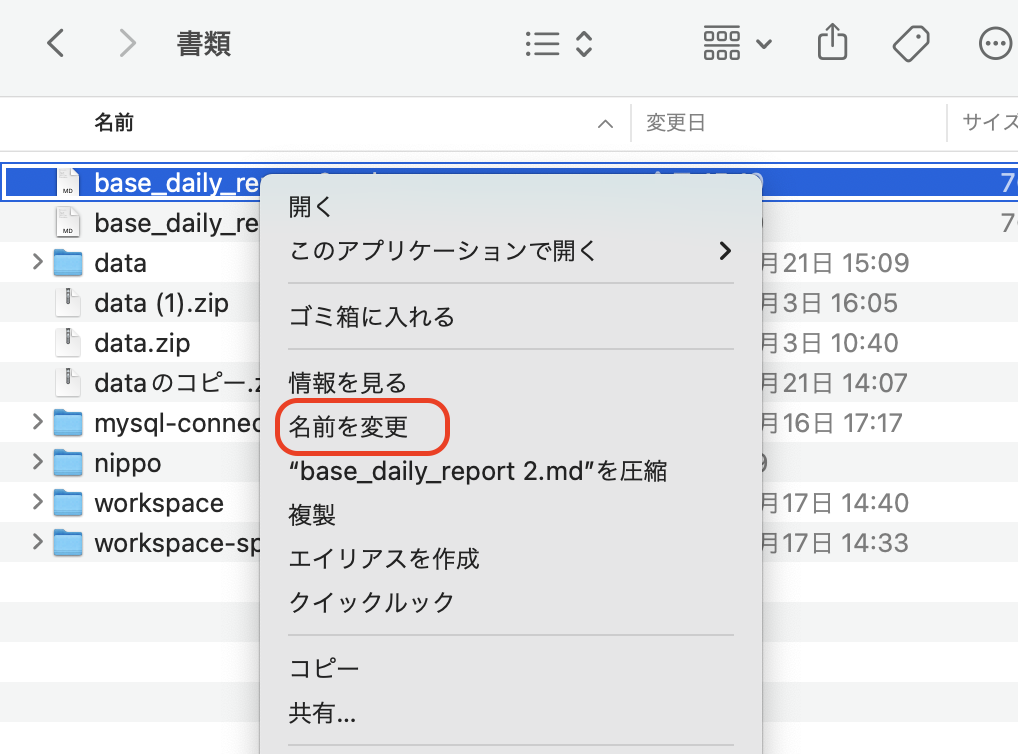 書類
名前 変更日 サイズ
MD base_daily_re
MD base_daily_re
data 月21日 15:09
data (1).zip 月3日 16:05
data.zip 月3日 10:40
dataのコピー.z 月21日 14:07
mysql-connec 月16日 17:17
nippo
workspace 月17日 14:40
workspace-sp 月17日 14:33
開く
このアプリケーションで開く
ゴミ箱に入れる
情報を見る
名前を変更
“base_daily_report 2.md”を圧縮
複製
エイリアスを作成
クイックルック
コピー
共有...